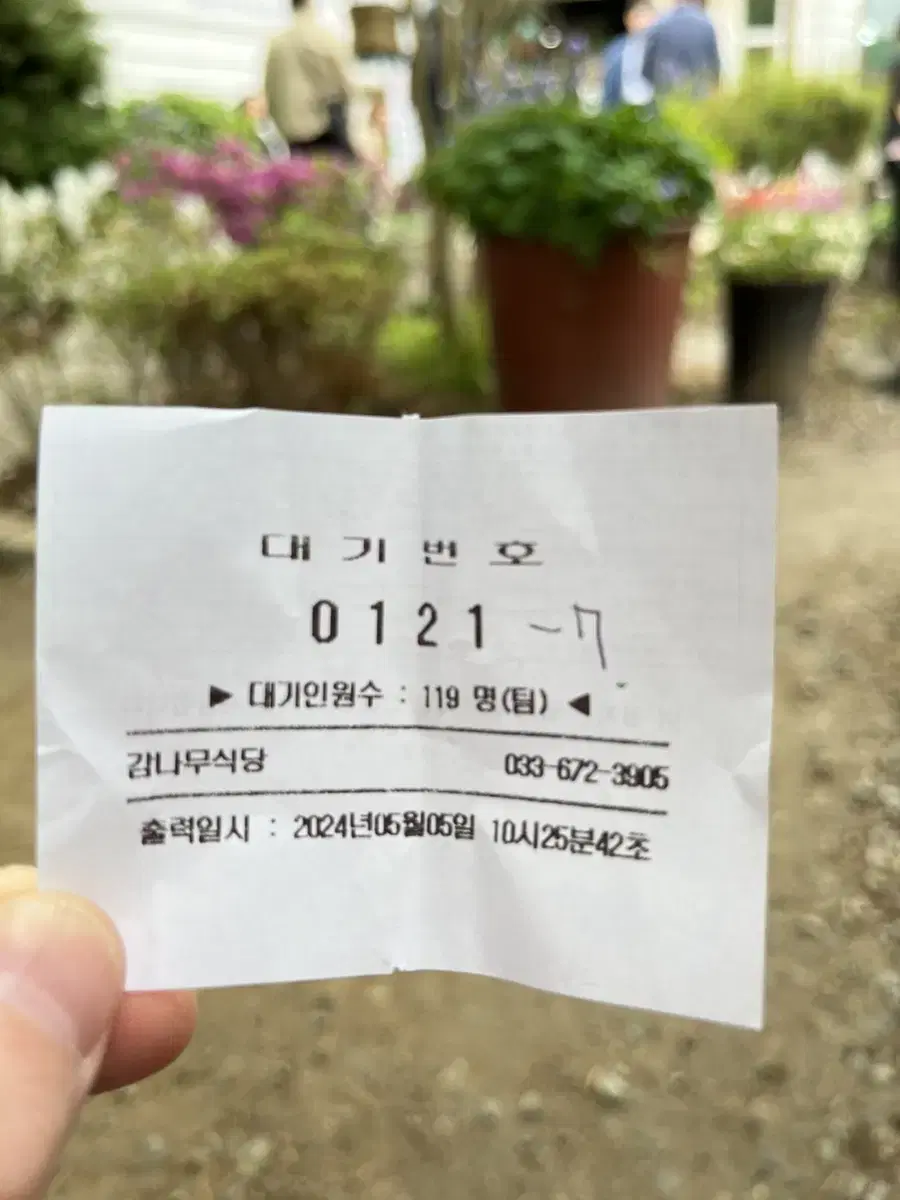 대기번호
0121 -7
▶ 대기인원수 : 119 명(팀) ◀
감나무식당 033-672-3905
출력일시 : 2024년05월05일 10시25분42초